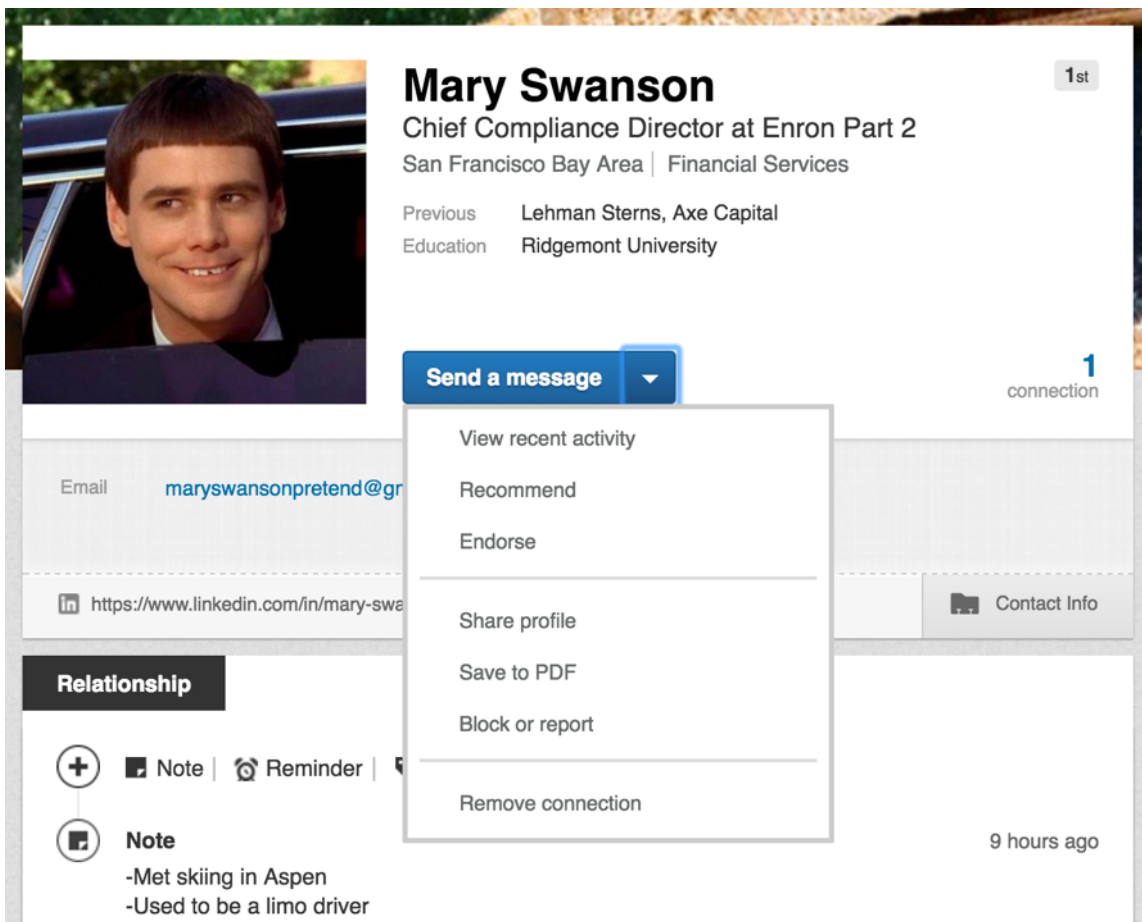 Mary Swanson
1st
Chief Compliance Director at Enron Part 2
San Francisco Bay Area | Financial Services
Previous Lehman Sterns, Axe Capital
Education Ridgemont University
Send a message
1
connection
View recent activity
Recommend
Endorse
Share profile
Save to PDF
Block or report
Remove connection
Email maryswansonpretend@gr
https://www.linkedin.com/in/mary-swa
Contact Info
Relationship
Note | Reminder |
Note
9 hours ago
-Met skiing in Aspen
-Used to be a limo driver